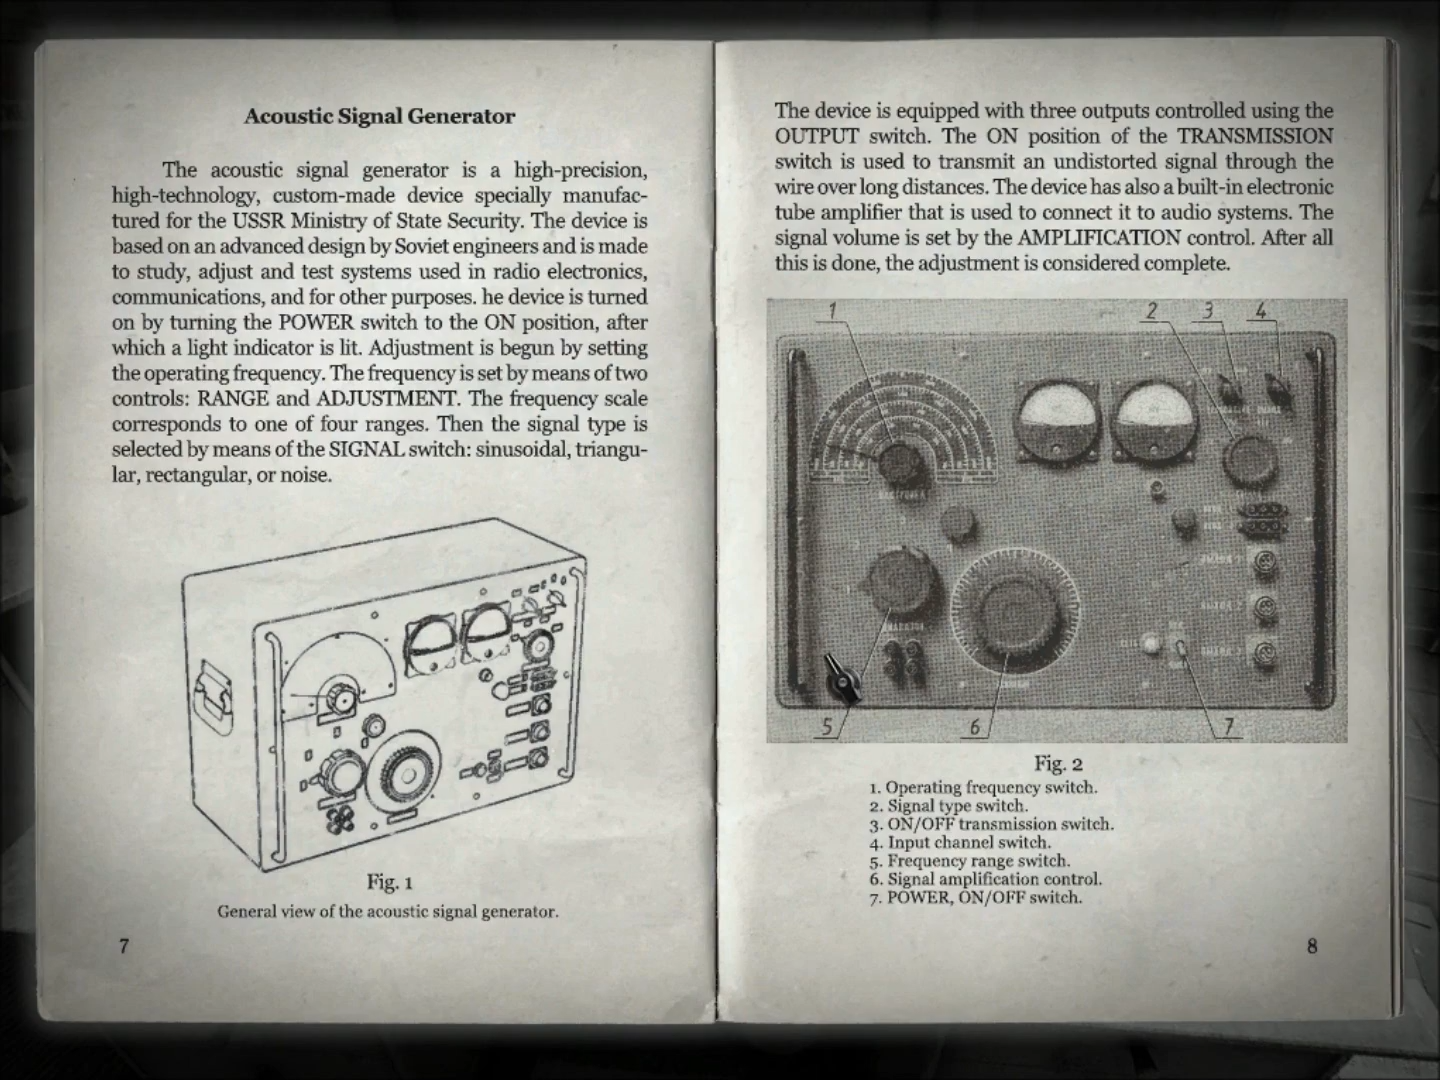 Acoustic Signal Generator
The acoustic signal generator is a high-precision,
high-technology, custom-made device specially manufac-
tured for the USSR Ministry of State Security. The device is
based on an advanced design by Soviet engineers and is made
to study, adjust and test systems used in radio electronics,
communications, and for other purposes. he device is turned
on by turning the POWER switch to the ON position, after
which a light indicator is lit. Adjustment is begun by setting
the operating frequency. The frequency is set by means of two
controls: RANGE and ADJUSTMENT. The frequency scale
corresponds to one of four ranges. Then the signal type is
selected by means of the SIGNAL switch: sinusoidal, triangu-
lar, rectangular, or noise.
Fig. 1
General view of the acoustic signal generator.
7
The device is equipped with three outputs controlled using the
OUTPUT switch. The ON position of the TRANSMISSION
switch is used to transmit an undistorted signal through the
wire over long distances. The device has also a built-in electronic
tube amplifier that is used to connect it to audio systems. The
signal volume is set by the AMPLIFICATION control. After all
this is done, the adjustment is considered complete.
1 2 3 4
5 6 7
Fig. 2
1. Operating frequency switch.
2. Signal type switch.
3. ON/OFF transmission switch.
4. Input channel switch.
5. Frequency range switch.
6. Signal amplification control.
7. POWER, ON/OFF switch.
8